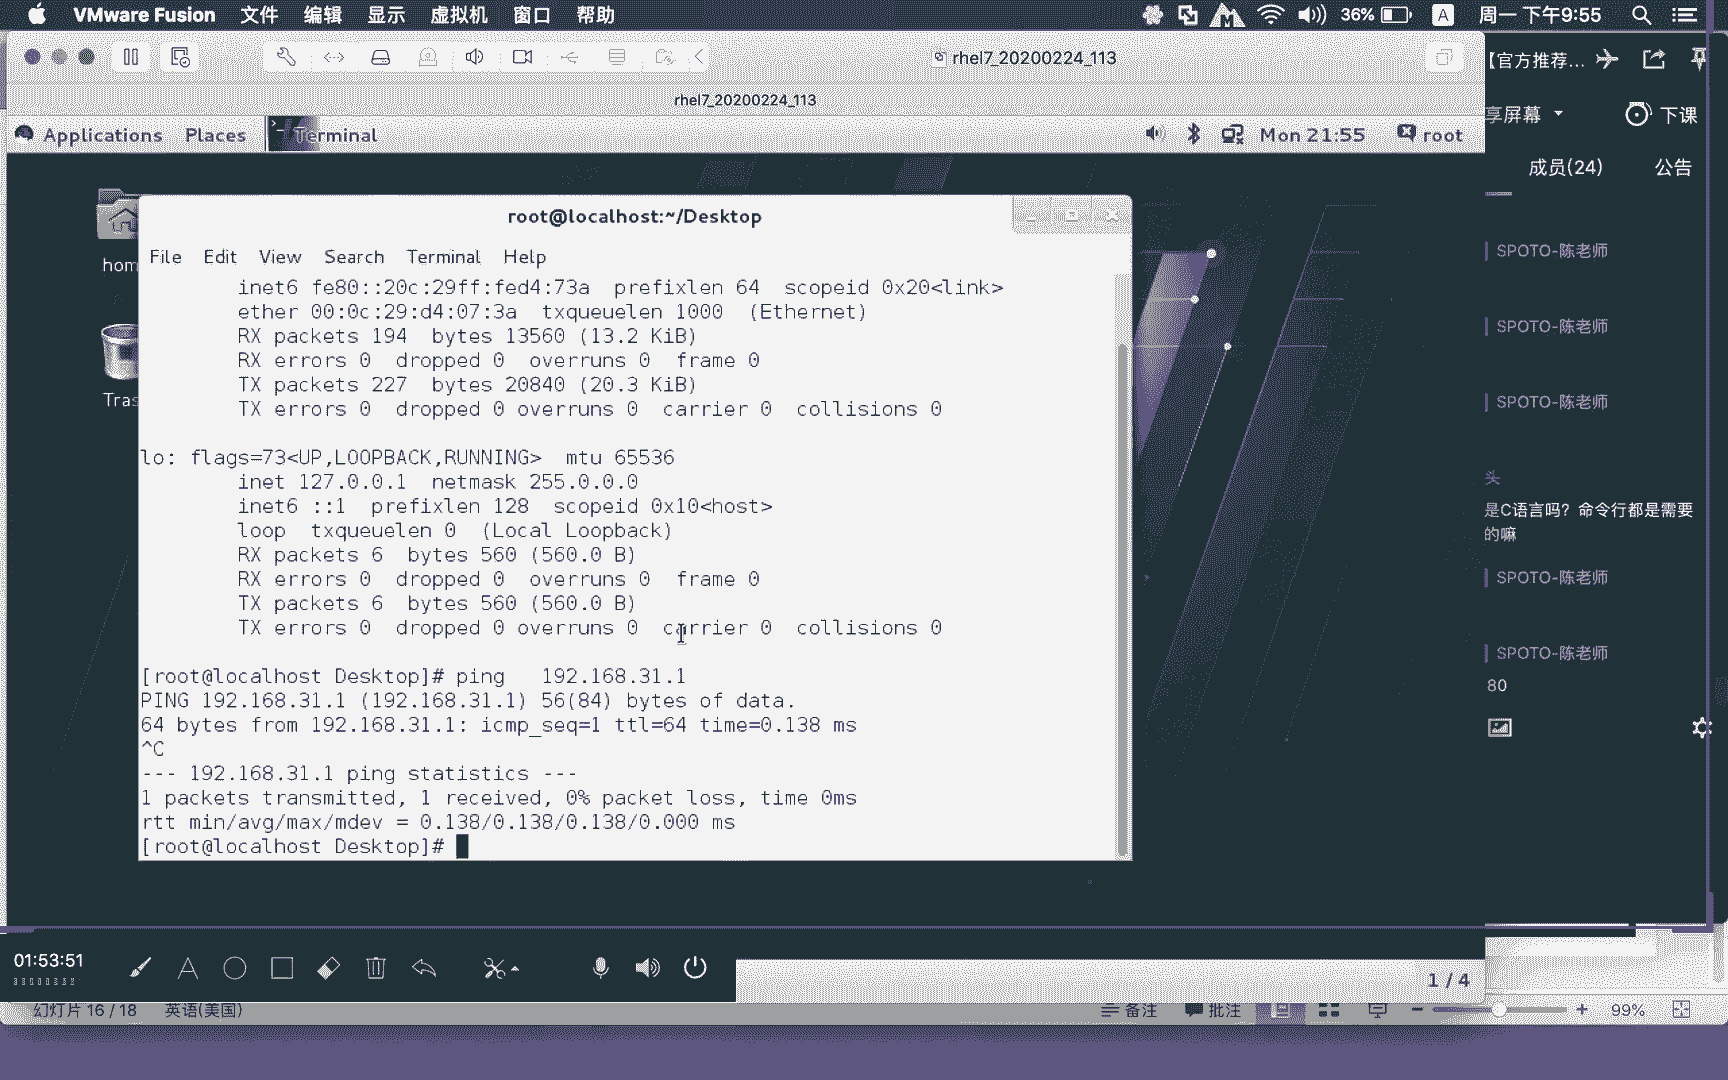 VMware Fusion 文件 编辑 显示 虚拟机 窗口 帮助 36% A 周一 下午9:55
rhel7_20200224_113
【官方推荐...
rhel7_20200224_113
享屏幕 下课
Applications Places Terminal Mon 21:55 root
成员(24) 公告
root@localhost:~/Desktop
File Edit View Search Terminal Help
hom
Tras
inet6 fe80::20c:29ff:fed4:73a prefixlen 64 scopeid 0x20<link>
ether 00:0c:29:d4:07:3a txqueuelen 1000 (Ethernet)
RX packets 194 bytes 13560 (13.2 KiB)
RX errors 0 dropped 0 overruns 0 frame 0
TX packets 227 bytes 20840 (20.3 KiB)
TX errors 0 dropped 0 overruns 0 carrier 0 collisions 0
lo: flags=73<UP,LOOPBACK,RUNNING> mtu 65536
inet 127.0.0.1 netmask 255.0.0.0
inet6 ::1 prefixlen 128 scopeid 0x10<host>
loop txqueuelen 0 (Local Loopback)
RX packets 6 bytes 560 (560.0 B)
RX errors 0 dropped 0 overruns 0 frame 0
TX packets 6 bytes 560 (560.0 B)
TX errors 0 dropped 0 overruns 0 carrier 0 collisions 0
[root@localhost Desktop]# ping 192.168.31.1
PING 192.168.31.1 (192.168.31.1) 56(84) bytes of data.
64 bytes from 192.168.31.1: icmp_seq=1 ttl=64 time=0.138 ms
^C
--- 192.168.31.1 ping statistics ---
1 packets transmitted, 1 received, 0% packet loss, time 0ms
rtt min/avg/max/mdev = 0.138/0.138/0.138/0.000 ms
[root@localhost Desktop]#
SPOTO-陈老师
SPOTO-陈老师
SPOTO-陈老师
头
是C语言吗? 命令行都是需要
的嘛
SPOTO-陈老师
SPOTO-陈老师
80
01:53:51
1 / 4
幻灯片 16 / 18 英语(美国) 备注 批注 99%